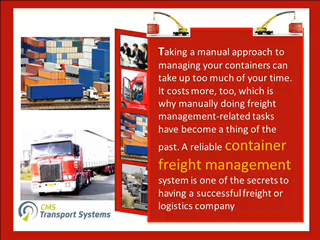 Taking a manual approach to
managing your containers can
take up too much of your time.
It costs more, too, which is
why manually doing freight
management-related tasks
have become a thing of the
past. A reliable container
freight management
system is one of the secrets to
having a successful freight or
logistics company
CMS
Transport Systems